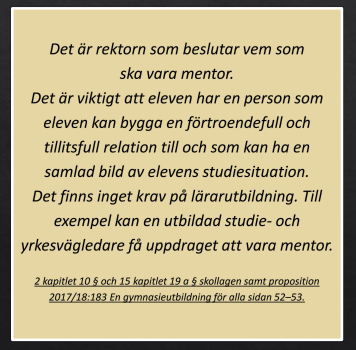 Det är rektorn som beslutar vem som
ska vara mentor.
Det är viktigt att eleven har en person som
eleven kan bygga en förtroendefull och
tillitsfull relation till och som kan ha en
samlad bild av elevens studiesituation.
Det finns inget krav på lärarutbildning. Till
exempel kan en utbildad studie- och
yrkesvägledare få uppdraget att vara mentor.
2 kapitlet 10 § och 15 kapitlet 19 a § skollagen samt proposition
2017/18:183 En gymnasieutbildning för alla sidan 52–53.